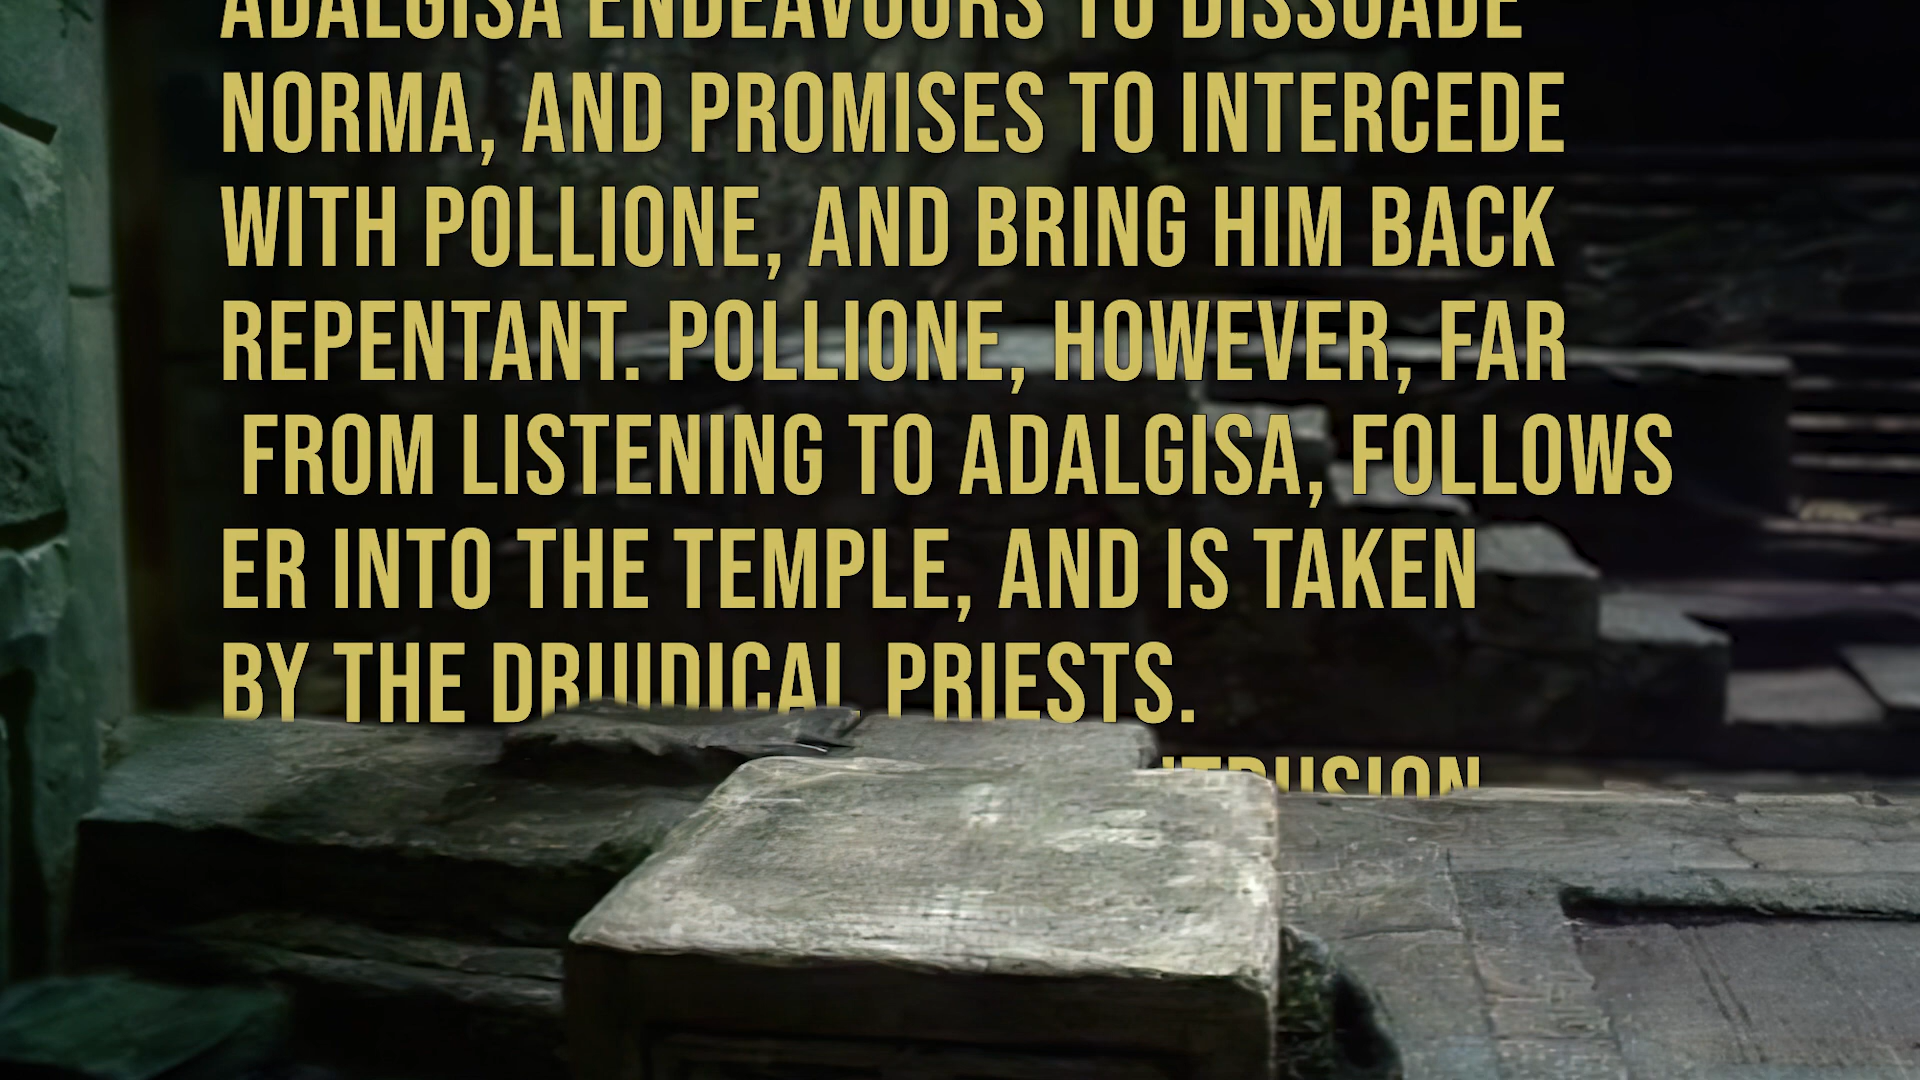 ADALGISA ENDEAVOURS TO DISSUADE
NORMA, AND PROMISES TO INTERCEDE
WITH POLLIONE, AND BRING HIM BACK
REPENTANT. POLLIONE, HOWEVER, FAR
FROM LISTENING TO ADALGISA, FOLLOWS
ER INTO THE TEMPLE, AND IS TAKEN
BY THE DRUIDICAL PRIESTS.